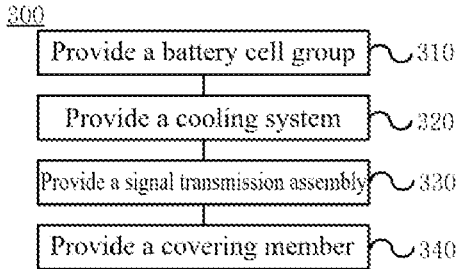 300
Provide a battery cell group 310
Provide a cooling system 320
Provide a signal transmission assembly 330
Provide a covering member 340